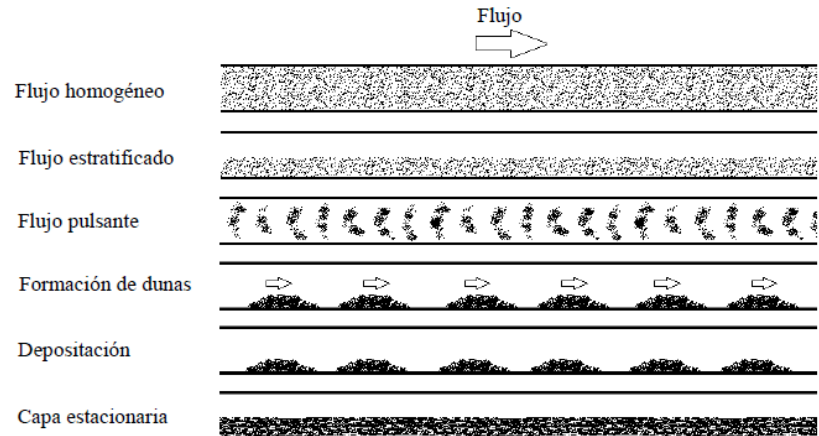 Flujo
Flujo homogéneo
Flujo estratificado
Flujo pulsante
Formación de dunas
Depositación
Capa estacionaria